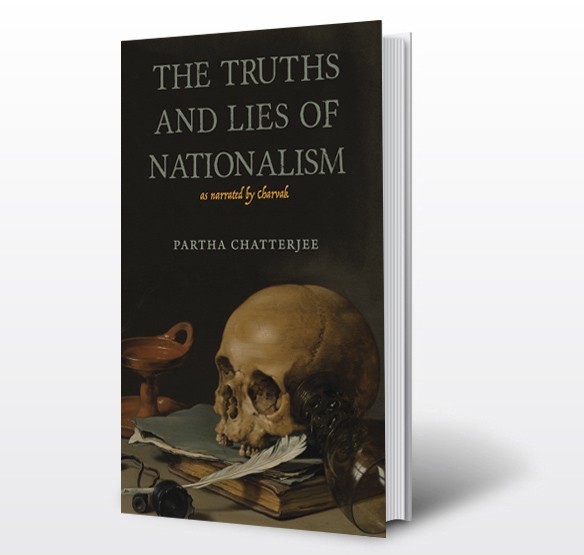 THE TRUTHS
AND LIES OF
NATIONALISM
as narrated by Charvak
PARTHA CHATTERJEE